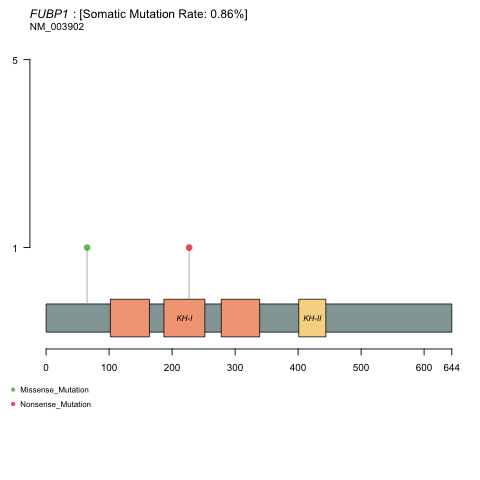 FUBP1 : [Somatic Mutation Rate: 0.86%]
NM_003902
5
1
KH-I
KH-II
0 100 200 300 400 500 600 644
Missense_Mutation
Nonsense_Mutation